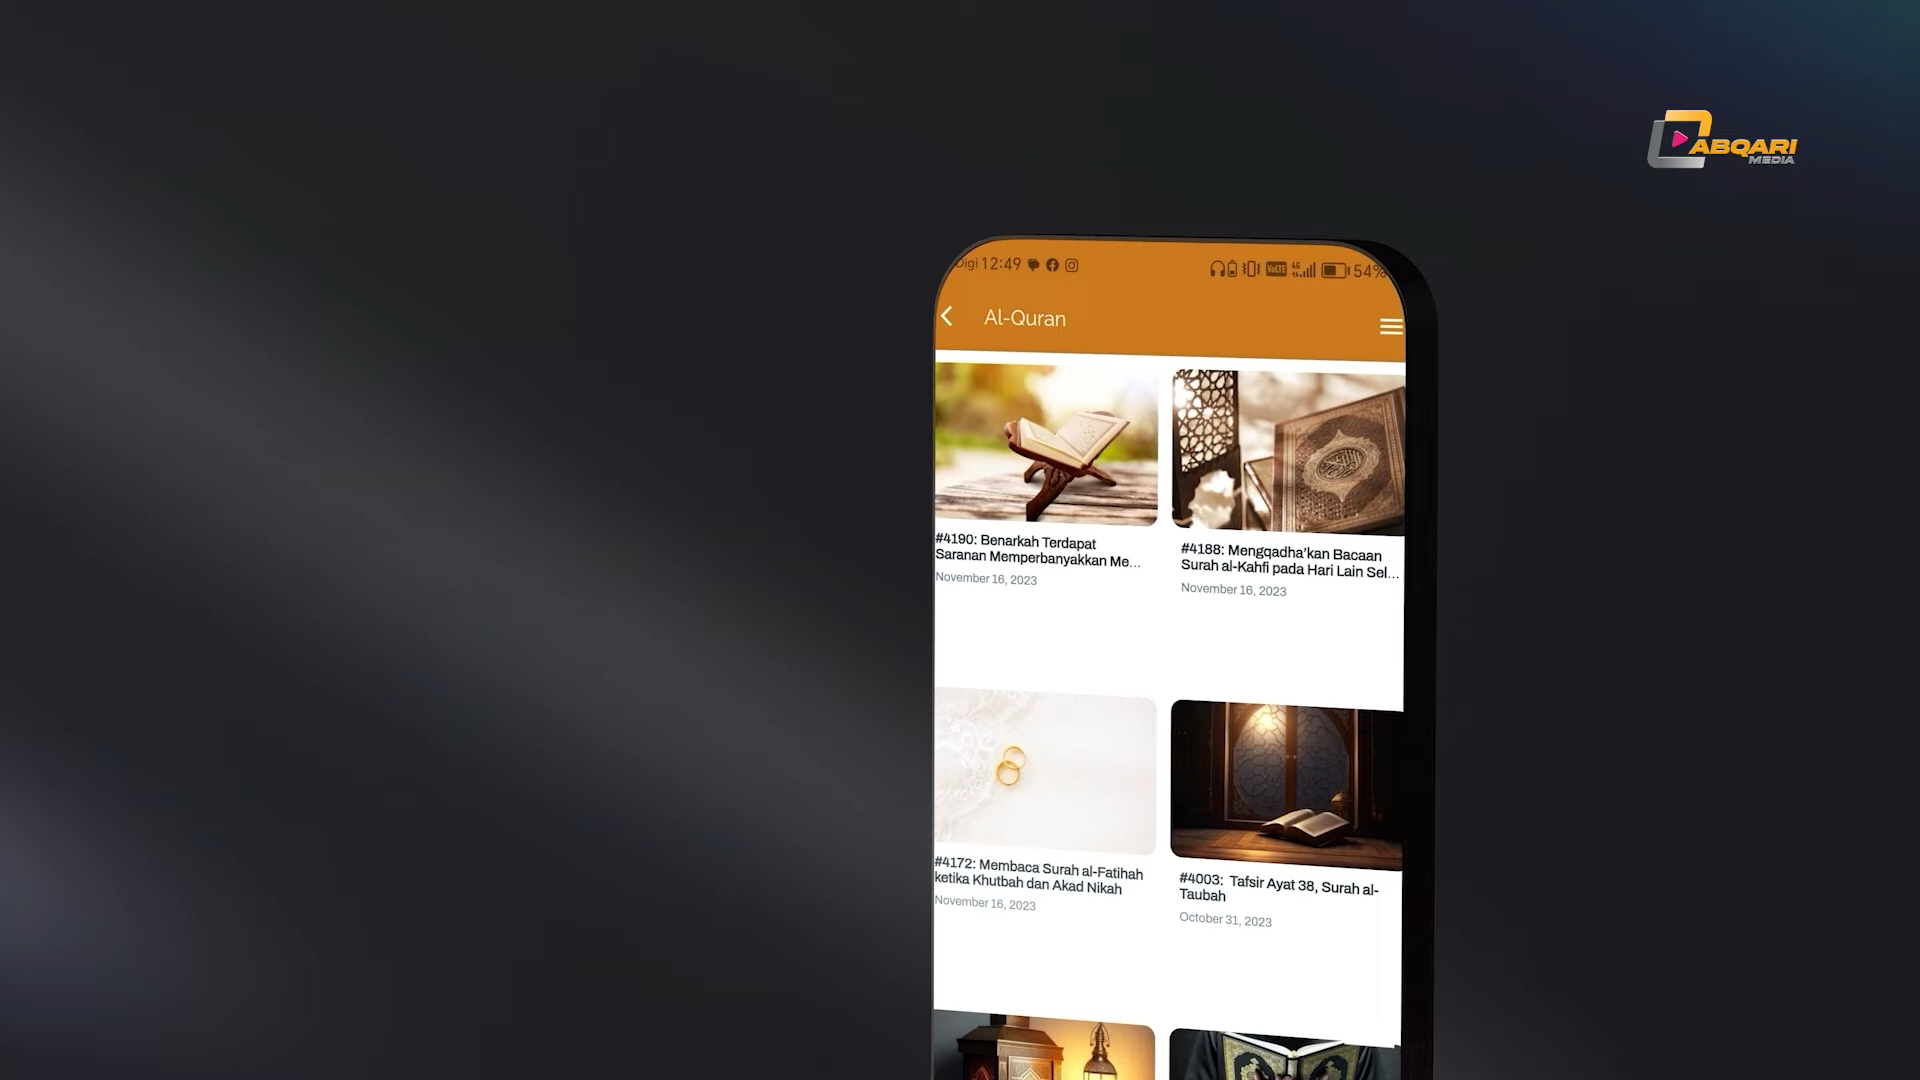 ABQARI
MEDIA
Digi 12:49
VoLTE 4G 54%
Al-Quran
#4190: Benarkah Terdapat
Saranan Memperbanyakkan Me...
November 16, 2023
#4188: Mengqadha'kan Bacaan
Surah al-Kahfi pada Hari Lain Sel...
November 16, 2023
#4172: Membaca Surah al-Fatihah
ketika Khutbah dan Akad Nikah
November 16, 2023
#4003: Tafsir Ayat 38, Surah al-
Taubah
October 31, 2023